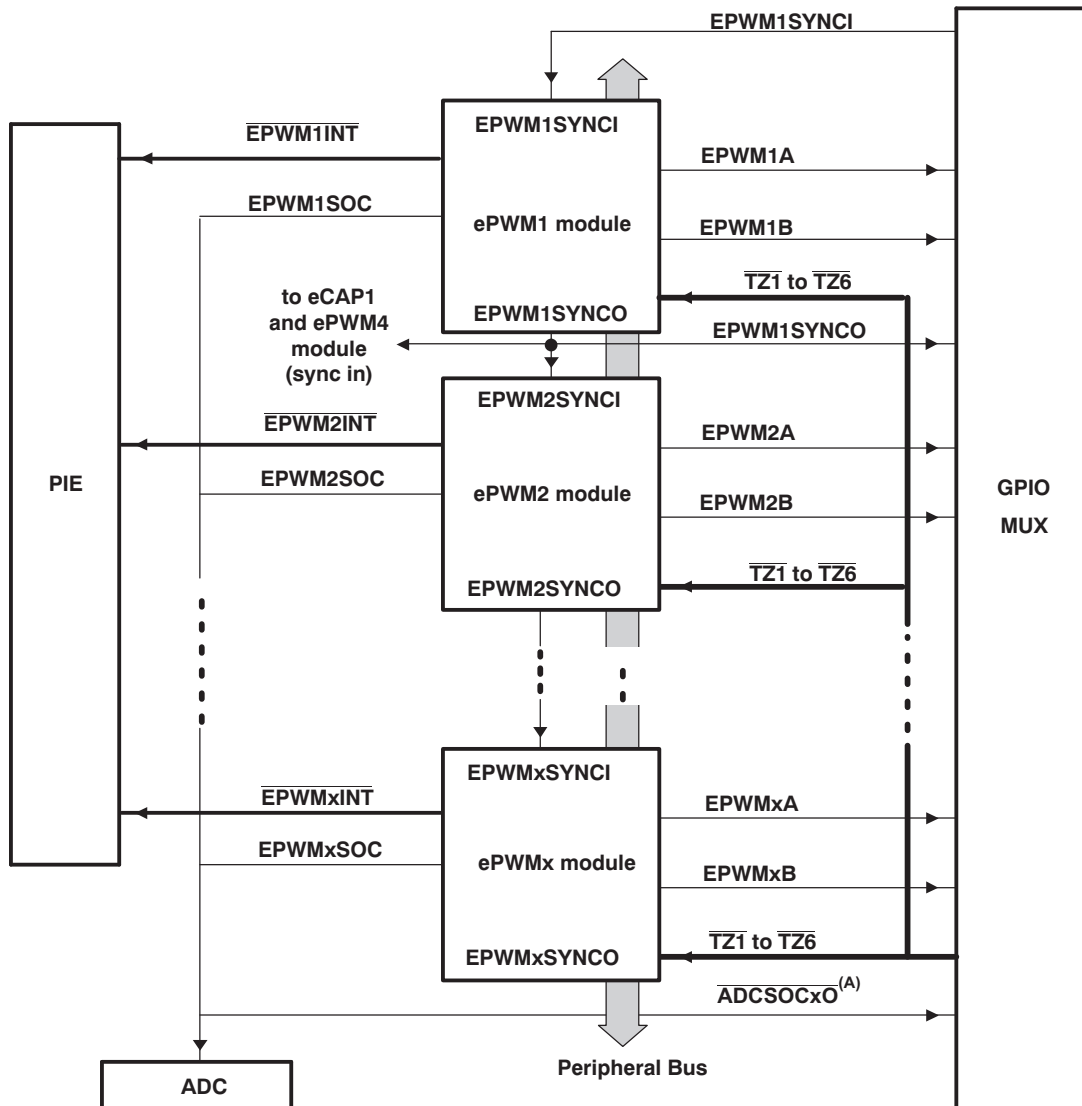 EPWM1SYNCI
EPWM1SYNCI
EPWM1INT
EPWM1A
EPWM1SOC
ePWM1 module
EPWM1B
TZ1 to TZ6
to eCAP1
and ePWM4
module
(sync in)
EPWM1SYNCO
EPWM1SYNCO
EPWM2SYNCI
EPWM2INT
EPWM2A
PIE
EPWM2SOC
ePWM2 module
EPWM2B
GPIO
MUX
TZ1 to TZ6
EPWM2SYNCO
EPWMxSYNCI
EPWMxINT
EPWMxA
EPWMxSOC
ePWMx module
EPWMxB
TZ1 to TZ6
EPWMxSYNCO
ADCSOCxO(A)
Peripheral Bus
ADC